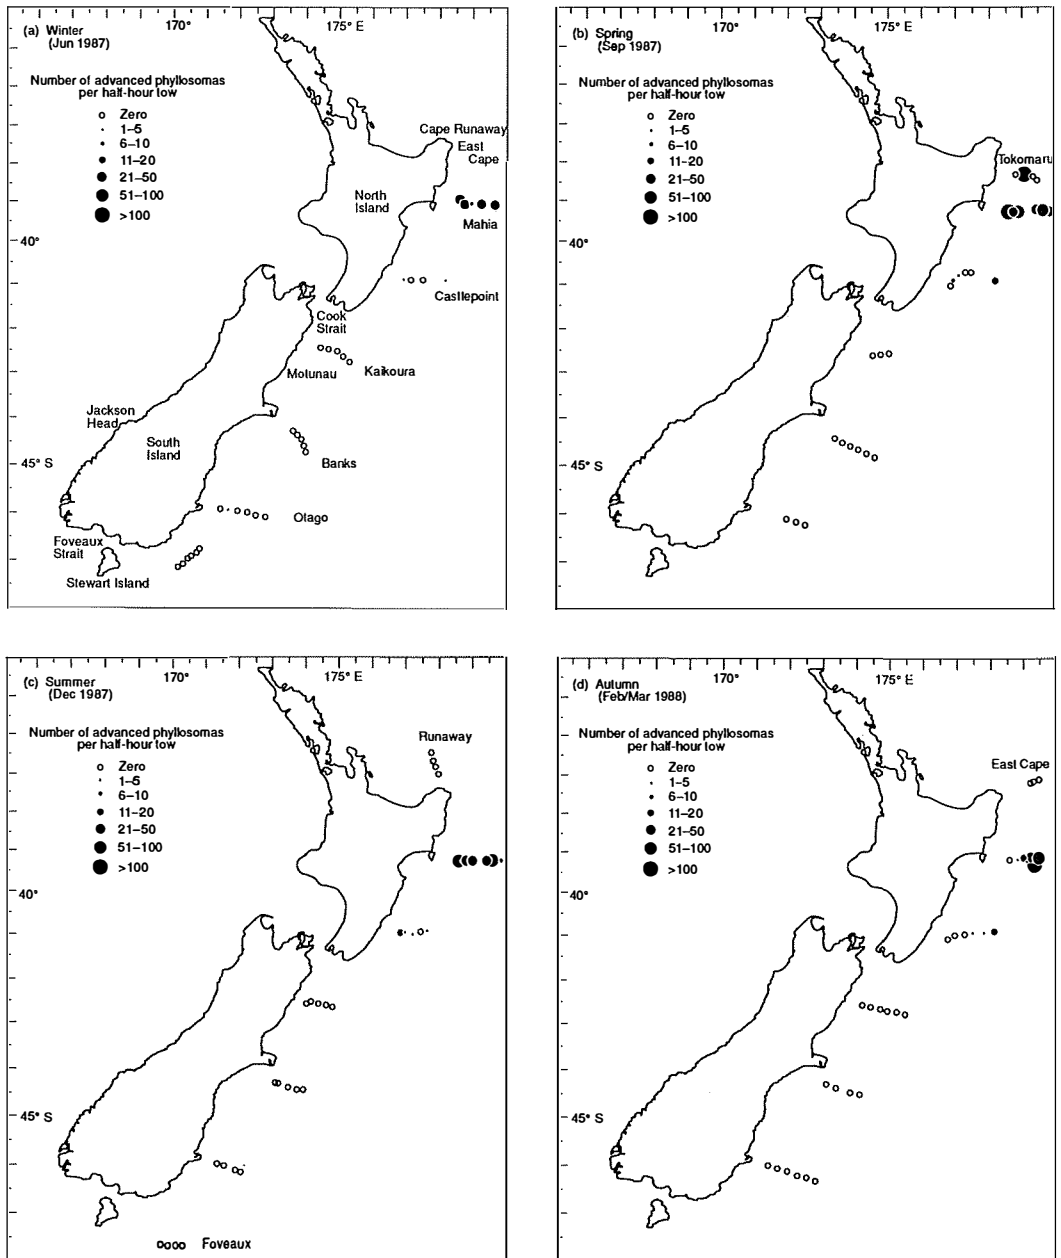 170°
175° E
(a) Winter
(Jun 1987)
Number of advanced phyllosomas
per half-hour tow
Zero
1–5
6–10
11–20
21–50
51–100
>100
Cape Runaway
East
Cape
North
Island
Mahia
40°
Castlepoint
Cook
Strait
Motunau
Kaikoura
Jackson
Head
South
Island
45° S
Banks
Otago
Foveaux
Strait
Stewart Island
170°
175° E
(b) Spring
(Sep 1987)
Number of advanced phyllosomas
per half-hour tow
Zero
1–5
6–10
11–20
21–50
51–100
>100
Tokomaru
40°
45° S
170°
175° E
(c) Summer
(Dec 1987)
Number of advanced phyllosomas
per half-hour tow
Zero
1–5
6–10
11–20
21–50
51–100
>100
Runaway
40°
45° S
Foveaux
170°
175° E
(d) Autumn
(Feb/Mar 1988)
Number of advanced phyllosomas
per half-hour tow
Zero
1–5
6–10
11–20
21–50
51–100
>100
East Cape
40°
45° S